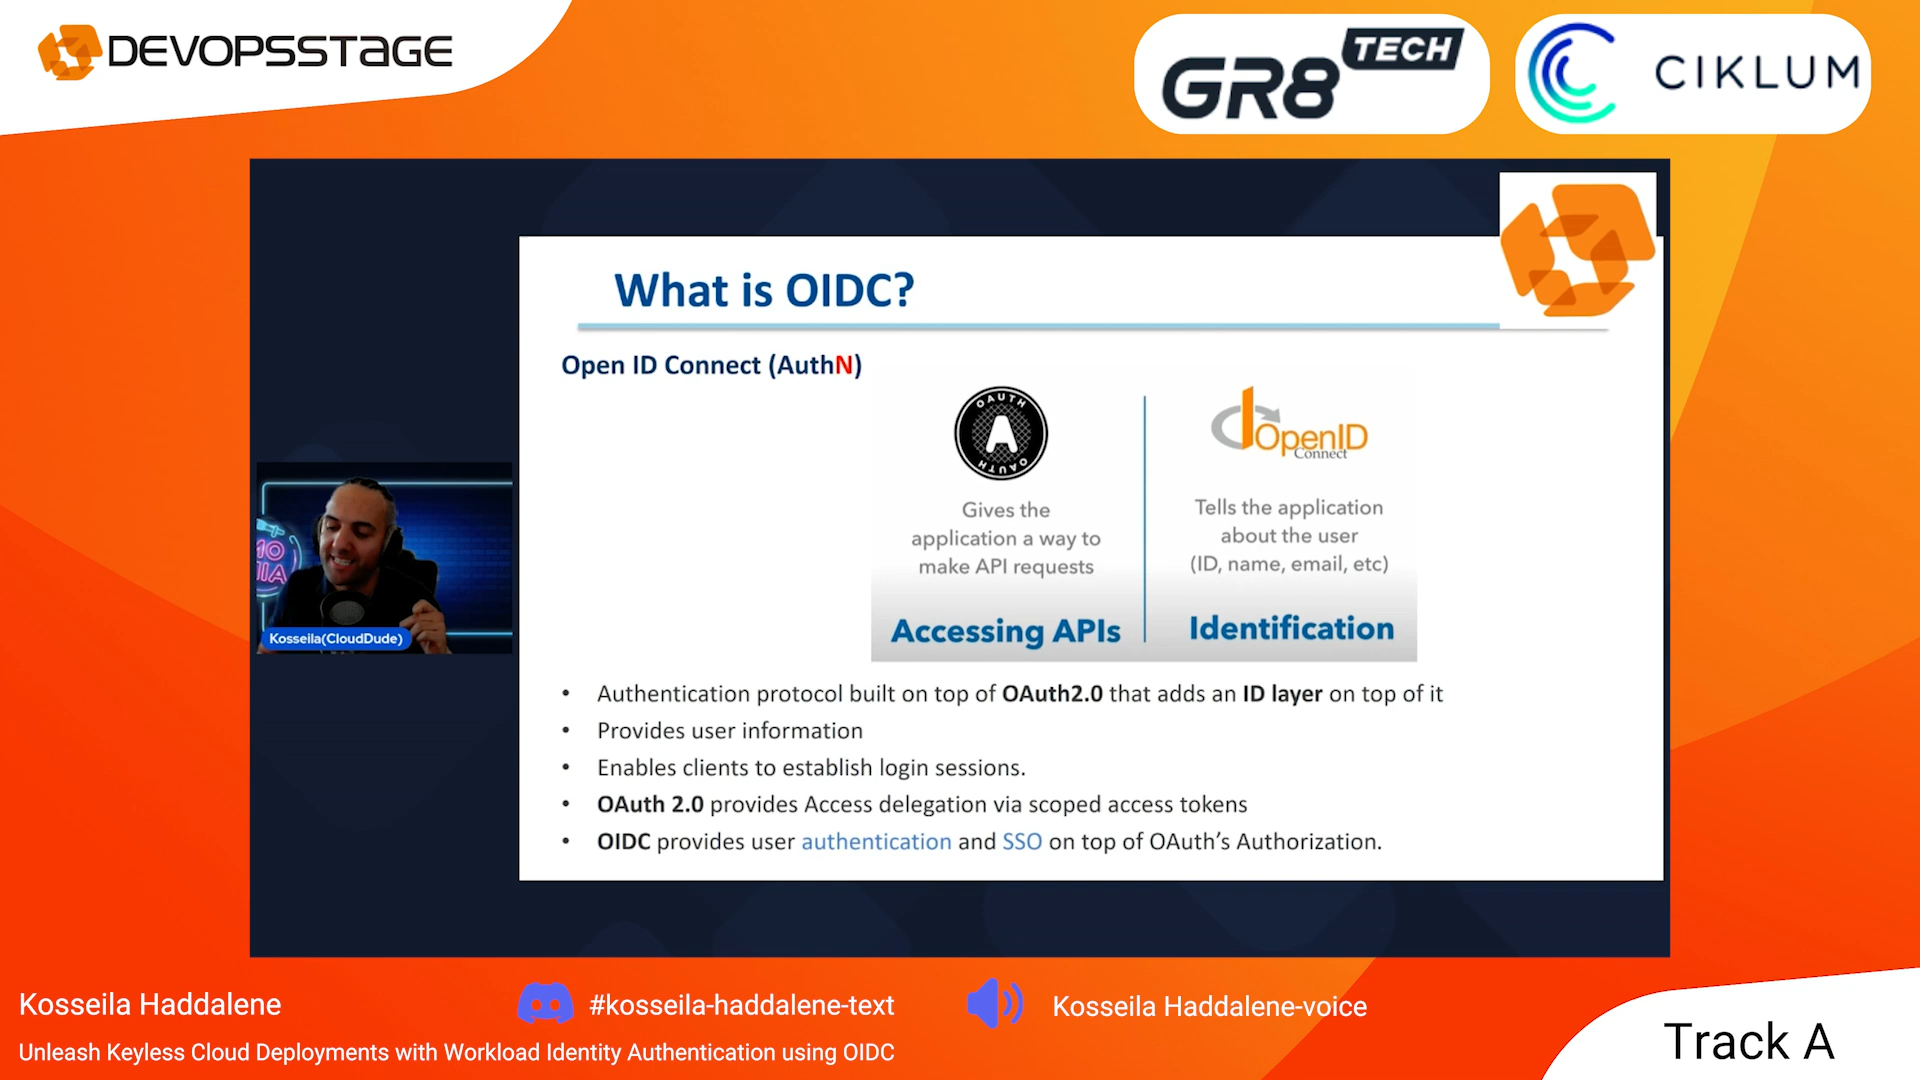 DEVOPSSTAGE
GR8 TECH
CIKLUM
What is OIDC?
Open ID Connect (AuthN)
OAUTH
A
OAUTH
OpenID
Connect
Gives the
application a way to
make API requests
Accessing APIs
Tells the application
about the user
(ID, name, email, etc)
Identification
Kosseila(CloudDude)
• Authentication protocol built on top of OAuth2.0 that adds an ID layer on top of it
• Provides user information
• Enables clients to establish login sessions.
• OAuth 2.0 provides Access delegation via scoped access tokens
• OIDC provides user authentication and SSO on top of OAuth’s Authorization.
Kosseila Haddalene
#kosseila-haddalene-text
Kosseila Haddalene-voice
Unleash Keyless Cloud Deployments with Workload Identity Authentication using OIDC
Track A